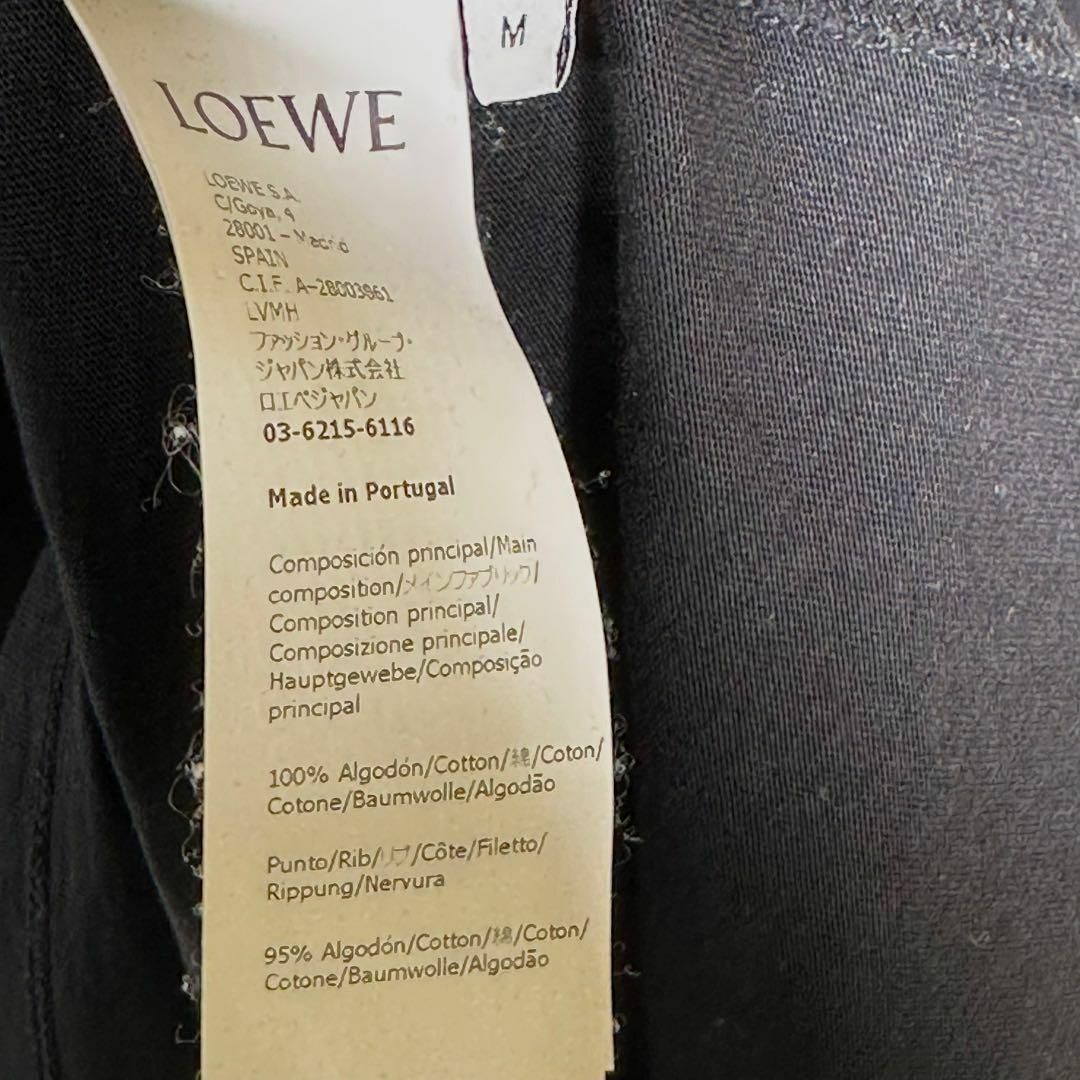 M
LOEWE
LOEWE S.A.
C/Goya, 4
28001 - Madrid
SPAIN
C.I.F. A-28003861
LVMH
ファッション・グループ・
ジャパン株式会社
ロエベジャパン
03-6215-6116
Made in Portugal
Composición principal/Main
composition/メインファブリック/
Composition principal/
Composizione principale/
Hauptgewebe/Composição
principal
100% Algodón/Cotton/綿/Coton/
Cotone/Baumwolle/Algodão
Punto/Rib/リブ/Côte/Filetto/
Rippung/Nervura
95% Algodón/Cotton/綿/Coton/
Cotone/Baumwolle/Algodão